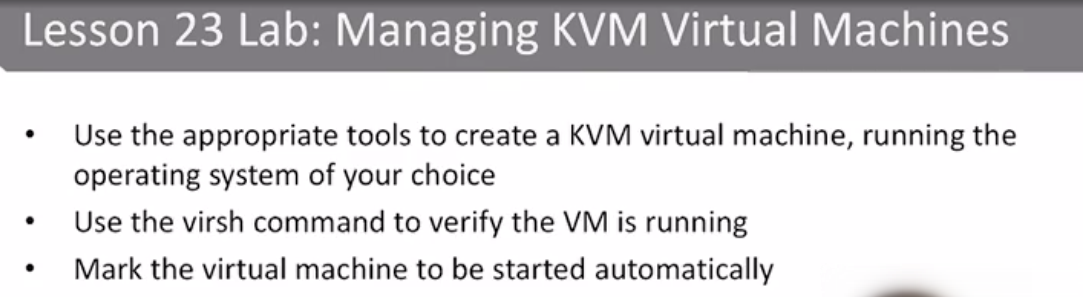 Lesson 23 Lab: Managing KVM Virtual Machines
• Use the appropriate tools to create a KVM virtual machine, running the
operating system of your choice
• Use the virsh command to verify the VM is running
• Mark the virtual machine to be started automatically